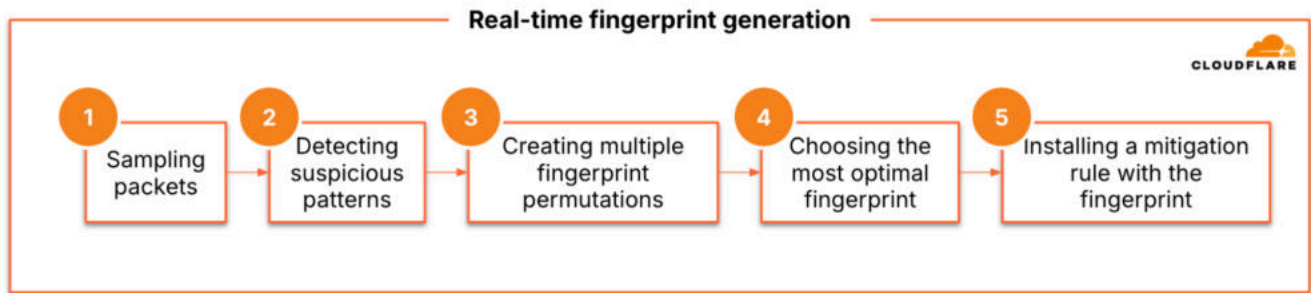 Real-time fingerprint generation
CLOUDFLARE
1
Sampling
packets
2
Detecting
suspicious
patterns
3
Creating multiple
fingerprint
permutations
4
Choosing the
most optimal
fingerprint
5
Installing a mitigation
rule with the
fingerprint